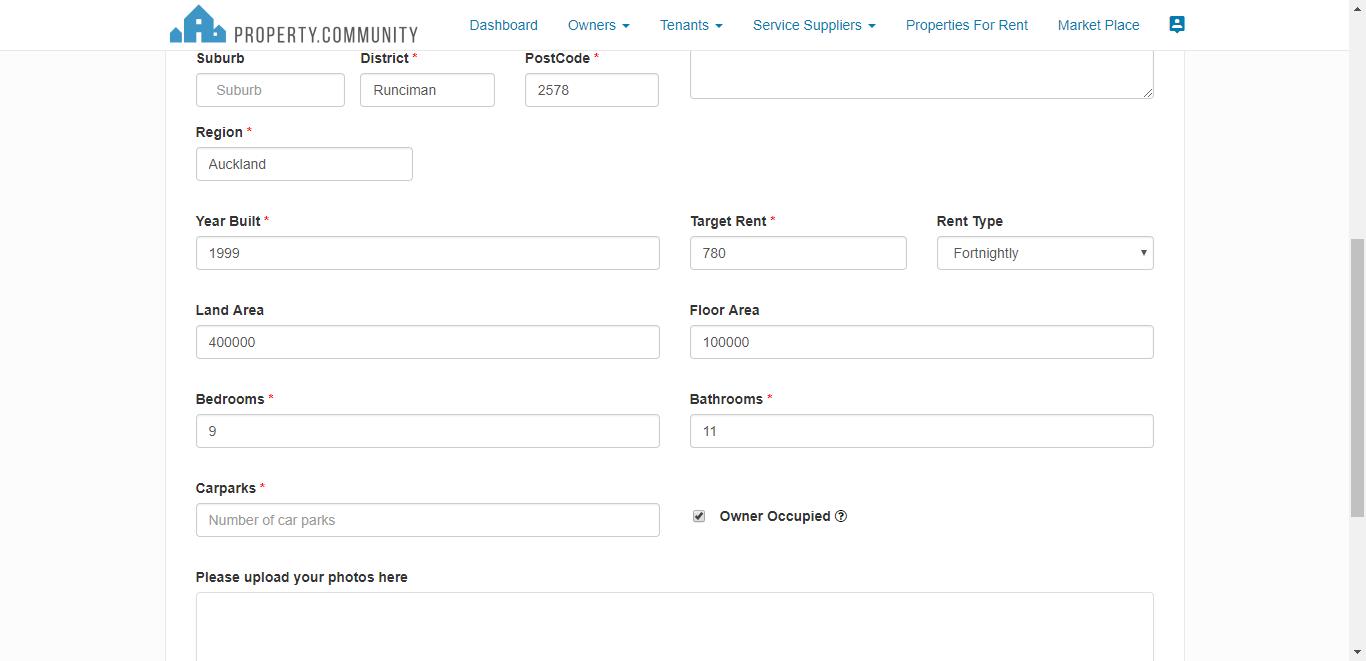 PROPERTY.COMMUNITY Dashboard Owners Tenants Service Suppliers Properties For Rent Market Place
Suburb District * PostCode *
Suburb Runciman 2578
Region *
Auckland
Year Built * Target Rent * Rent Type
1999 780 Fortnightly
Land Area Floor Area
400000 100000
Bedrooms * Bathrooms *
9 11
Carparks *
Number of car parks Owner Occupied ?
Please upload your photos here